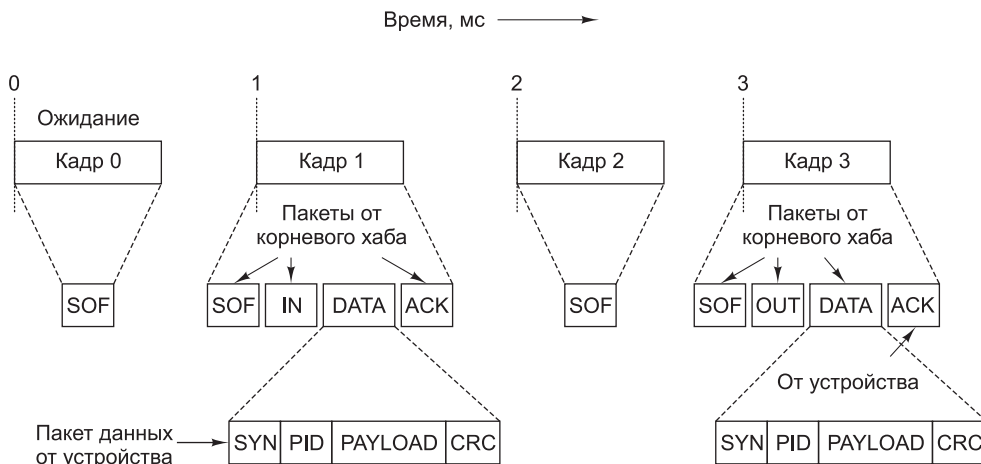 Время, мс
0
1
2
3
Ожидание
Кадр 0
Кадр 1
Кадр 2
Кадр 3
Пакеты от
корневого хаба
Пакеты от
корневого хаба
SOF
SOF IN DATA ACK
SOF
SOF OUT DATA ACK
От устройства
Пакет данных
от устройства
SYN PID PAYLOAD CRC
SYN PID PAYLOAD CRC